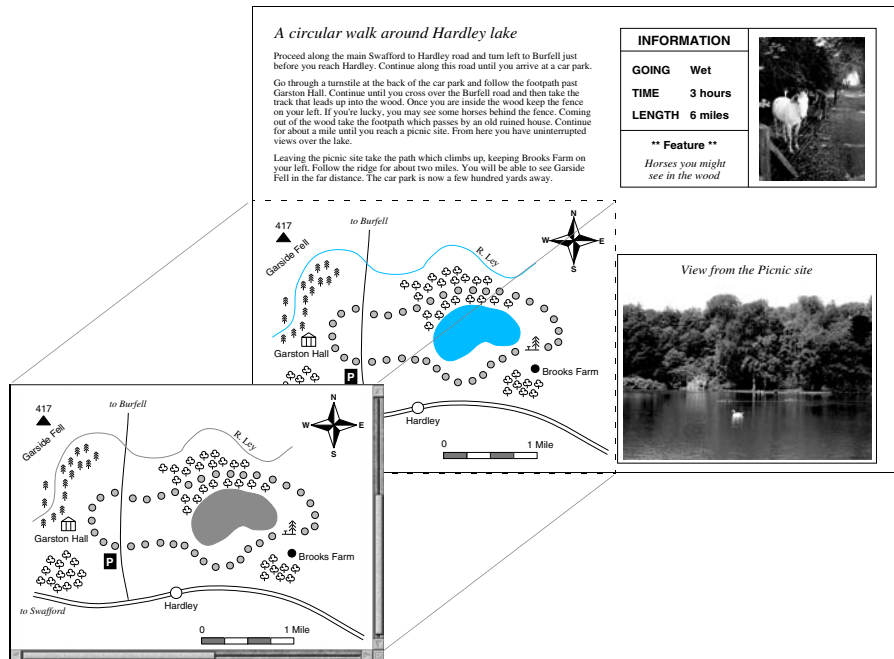 A circular walk around Hardley lake
Proceed along the main Swafford to Hardley road and turn left to Burfell just
before you reach Hardley. Continue along this road until you arrive at a car park.
Go through a turnstile at the back of the car park and follow the footpath past
Garston Hall. Continue until you cross over the Burfell road and then take the
track that leads up into the wood. Once you are inside the wood keep the fence
on your left. If you're lucky, you may see some horses behind the fence. Coming
out of the wood take the footpath which passes by an old ruined house. Continue
for about a mile until you reach a picnic site. From here you have uninterrupted
views over the lake.
Leaving the picnic site take the path which climbs up, keeping Brooks Farm on
your left. Follow the ridge for about two miles. You will be able to see Garside
Fell in the far distance. The car park is now a few hundred yards away.
INFORMATION
GOING Wet
TIME 3 hours
LENGTH 6 miles
** Feature **
Horses you might
see in the wood
to Burfell
417
Garside Fell
R. Ley
N
W E
S
Garston Hall
P
Brooks Farm
Hardley
0 1 Mile
View from the Picnic site
to Burfell
417
Garside Fell
R. Ley
N
W E
S
Garston Hall
P
Brooks Farm
Hardley
to Swafford
0 1 Mile